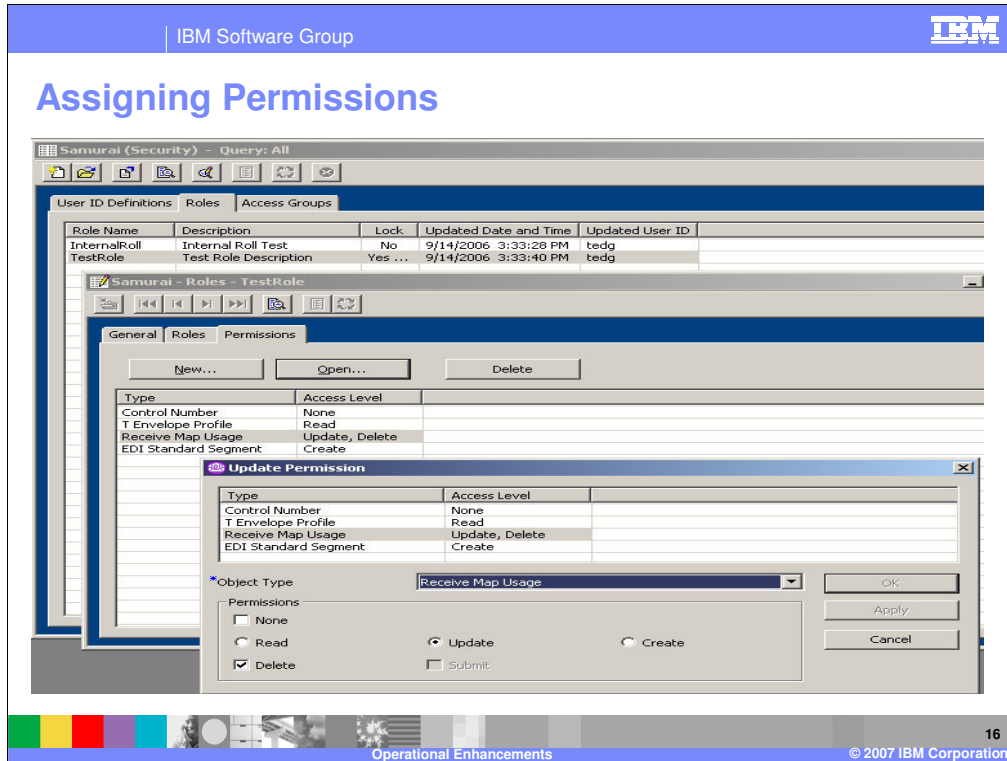 IBM Software Group
IBM
Assigning Permissions
Samurai (Security) - Query: All
User ID Definitions Roles Access Groups
Role Name Description Lock Updated Date and Time Updated User ID
InternalRoll Internal Roll Test No 9/14/2006 3:33:28 PM tedg
TestRole Test Role Description Yes ... 9/14/2006 3:33:40 PM tedg
Samurai - Roles - TestRole
General Roles Permissions
New... Open... Delete
Type Access Level
Control Number None
T Envelope Profile Read
Receive Map Usage Update, Delete
EDI Standard Segment Create
Update Permission
Type Access Level
Control Number None
T Envelope Profile Read
Receive Map Usage Update, Delete
EDI Standard Segment Create
*Object Type Receive Map Usage OK
Permissions
None Apply
Read Update Create Cancel
Delete Submit
16
Operational Enhancements © 2007 IBM Corporation